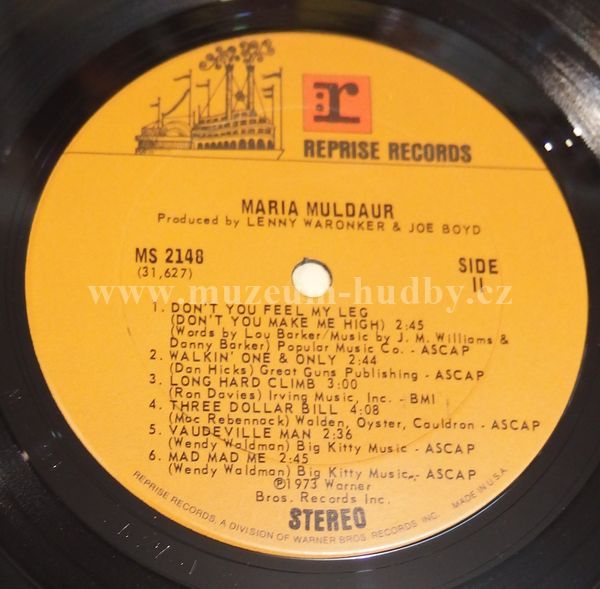 r
REPRISE RECORDS
MARIA MULDAUR
Produced by LENNY WARONKER & JOE BOYD
MS 2148
(31,627)
SIDE
II
www.muzeum-hudby.cz
1. DON'T YOU FEEL MY LEG
(DON'T YOU MAKE ME HIGH) 2:45
(Words by Lou Barker/Music by J. M. Williams &
Danny Barker) Popular Music Co. - ASCAP
2. WALKIN' ONE & ONLY 2:44
(Dan Hicks) Great Guns Publishing - ASCAP
3. LONG HARD CLIMB 3:00
(Ron Davies) Irving Music, Inc. - BMI
4. THREE DOLLAR BILL 4:08
(Mac Rebennack) Walden, Oyster, Cauldron - ASCAP
5. VAUDEVILLE MAN 2:36
(Wendy Waldman) Big Kitty Music - ASCAP
6. MAD MAD ME 2:45
(Wendy Waldman) Big Kitty Music - ASCAP
℗1973 Warner
Bros. Records Inc.
STEREO
REPRISE RECORDS, A DIVISION OF WARNER BROS. RECORDS INC. MADE IN U.S.A.